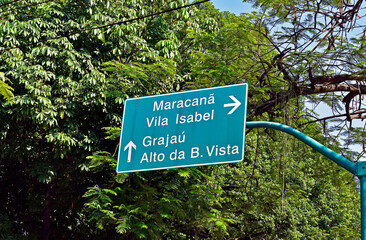 Maracanã
Vila Isabel
Grajaú
Alto da B. Vista